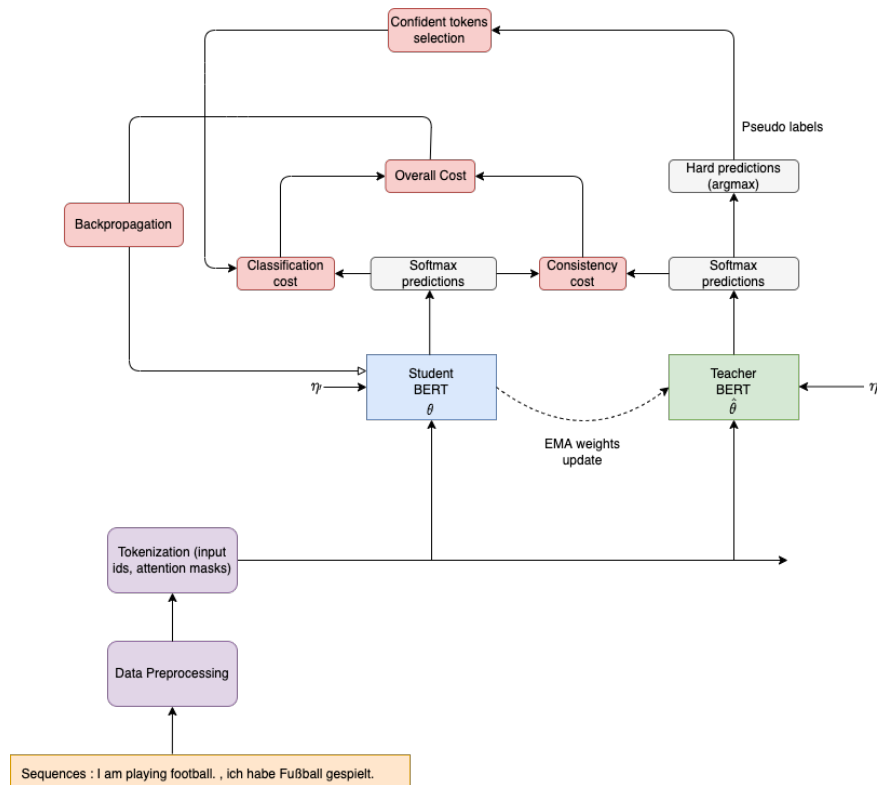 Confident tokens
selection
Pseudo labels
Hard predictions
(argmax)
Overall Cost
Backpropagation
Classification
cost
Softmax
predictions
Consistency
cost
Softmax
predictions
Student
BERT
θ
η'
Teacher
BERT
θ̂
η
EMA weights
update
Tokenization (input
ids, attention masks)
Data Preprocessing
Sequences : I am playing football. , ich habe Fußball gespielt.